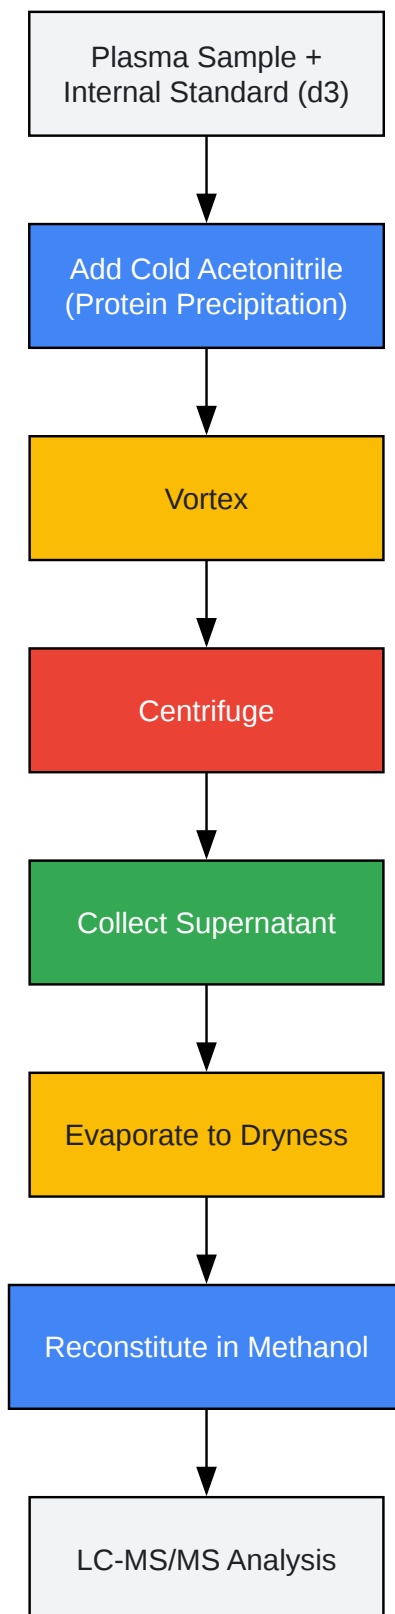 Plasma Sample +
Internal Standard (d3)
Add Cold Acetonitrile
(Protein Precipitation)
Vortex
Centrifuge
Collect Supernatant
Evaporate to Dryness
Reconstitute in Methanol
LC-MS/MS Analysis